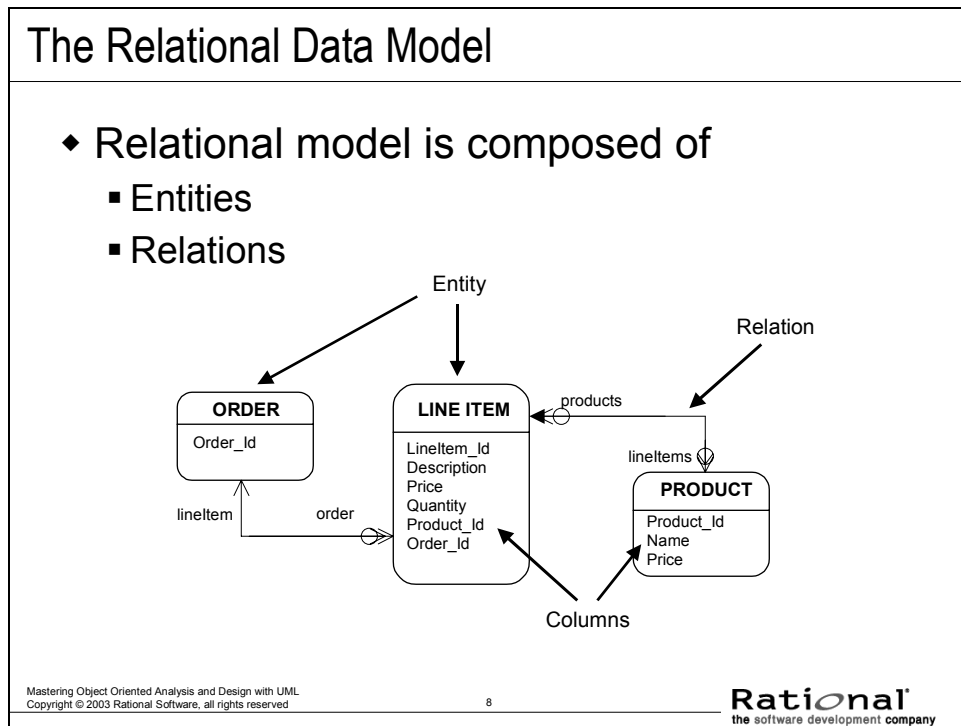 The Relational Data Model
◆ Relational model is composed of
▪ Entities
▪ Relations
Entity
Relation
ORDER
Order_Id
LINE ITEM
LineItem_Id
Description
Price
Quantity
Product_Id
Order_Id
products
lineItems
PRODUCT
Product_Id
Name
Price
lineItem
order
Columns
Mastering Object Oriented Analysis and Design with UML
Copyright © 2003 Rational Software, all rights reserved
8
Rational
the software development company